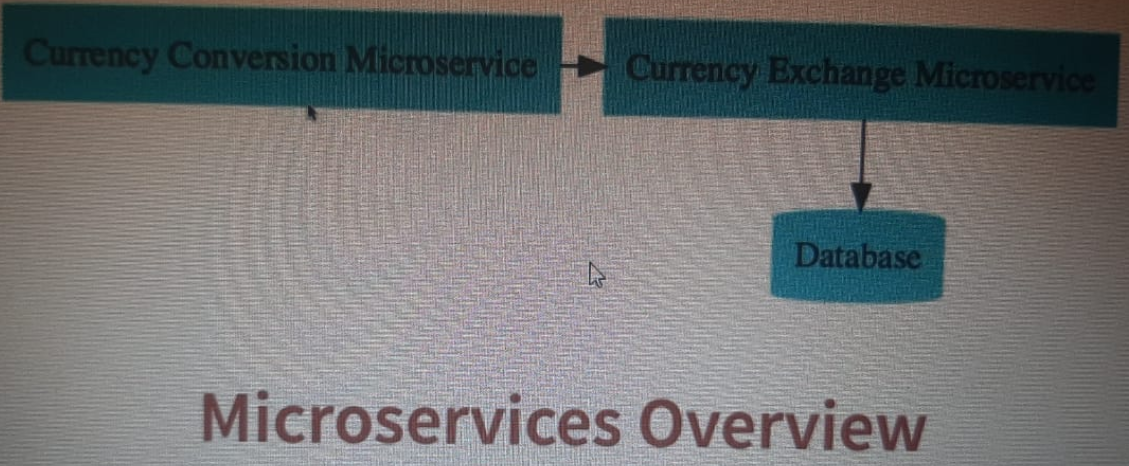 Currency Conversion Microservice
Currency Exchange Microservice
Database
Microservices Overview